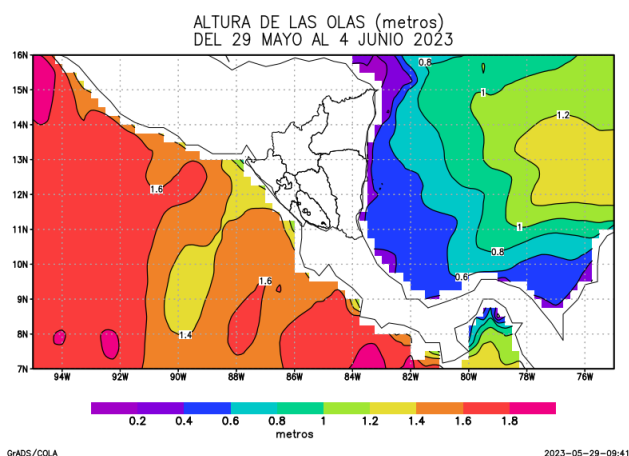 ALTURA DE LAS OLAS (metros)
DEL 29 MAYO AL 4 JUNIO 2023
16N
15N
14N
13N
12N
11N
10N
9N
8N
7N
0.8
1
1.2
1.6
1
0.8
0.6
1.6
1.4
94W 92W 90W 88W 86W 84W 82W 80W 78W 76W
0.2 0.4 0.6 0.8 1 1.2 1.4 1.6 1.8
metros
GrADS/COLA 2023-05-29-09:41